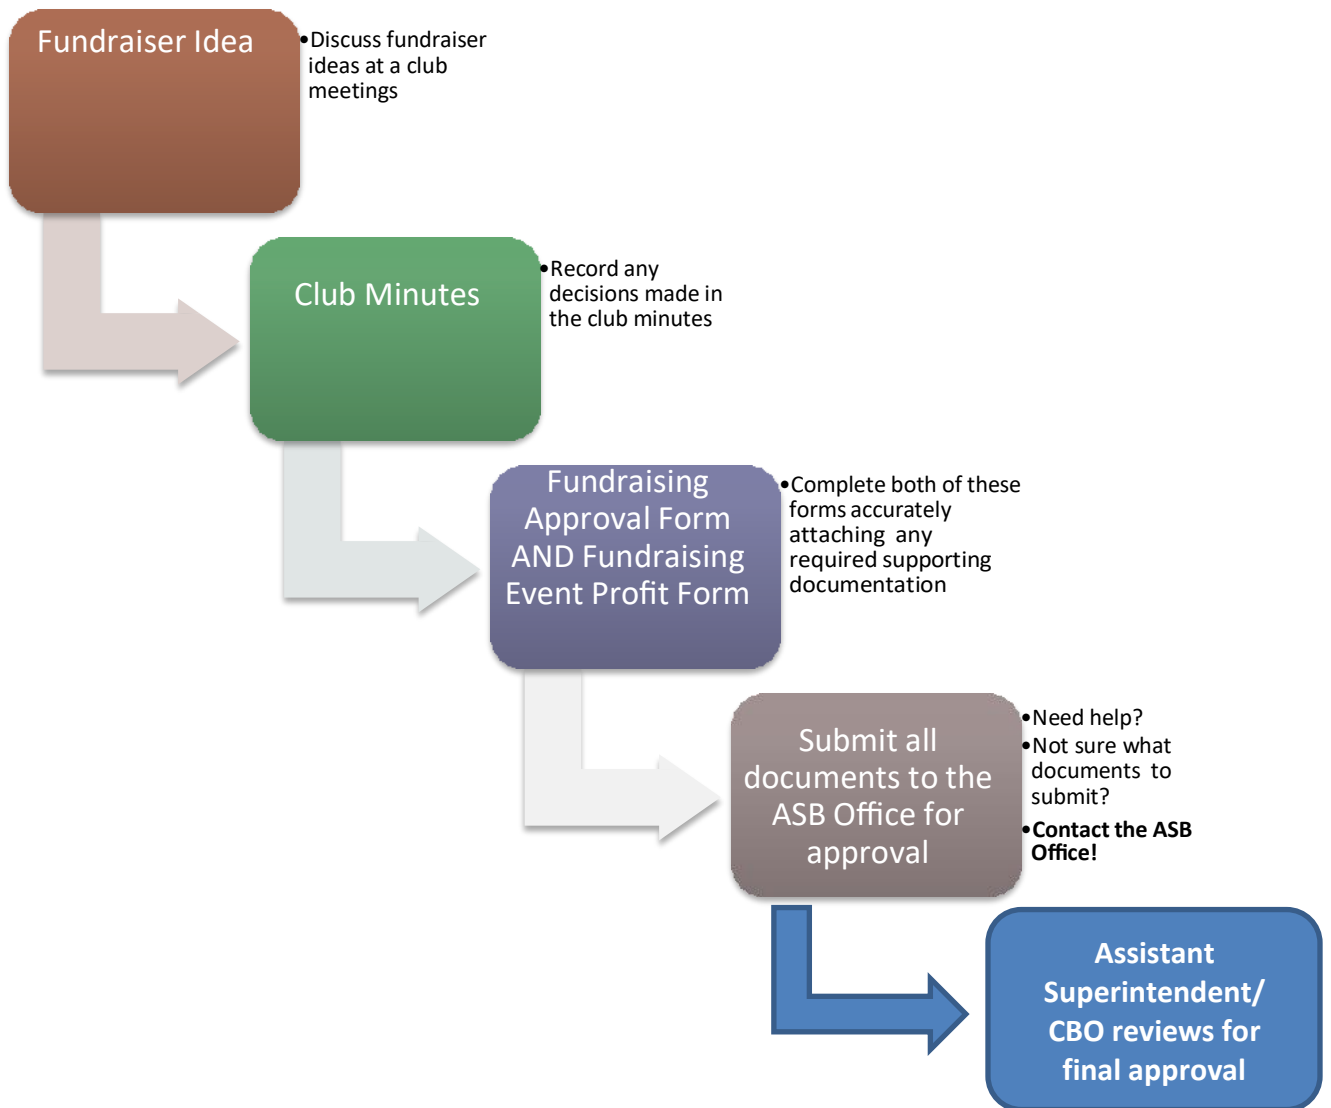 Fundraiser Idea
•Discuss fundraiser
ideas at a club
meetings
Club Minutes
•Record any
decisions made in
the club minutes
Fundraising
Approval Form
AND Fundraising
Event Profit Form
•Complete both of these
forms accurately
attaching any
required supporting
documentation
Submit all
documents to the
ASB Office for
approval
•Need help?
•Not sure what
documents to
submit?
•Contact the ASB
Office!
Assistant
Superintendent/
CBO reviews for
final approval